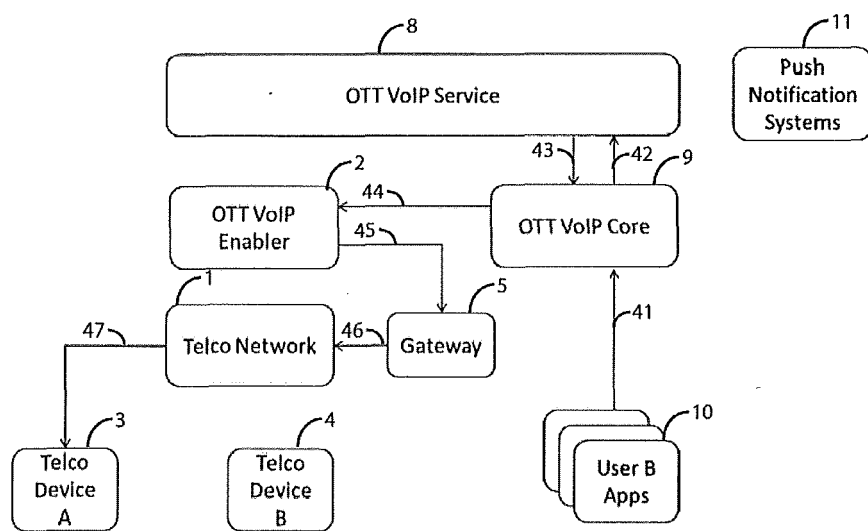 8
11
OTT VoIP Service
Push
Notification
Systems
43
42
9
2
44
OTT VoIP
Enabler
OTT VoIP Core
45
1
5
41
47
Telco Network
46
Gateway
3
4
10
Telco
Device
A
Telco
Device
B
User B
Apps